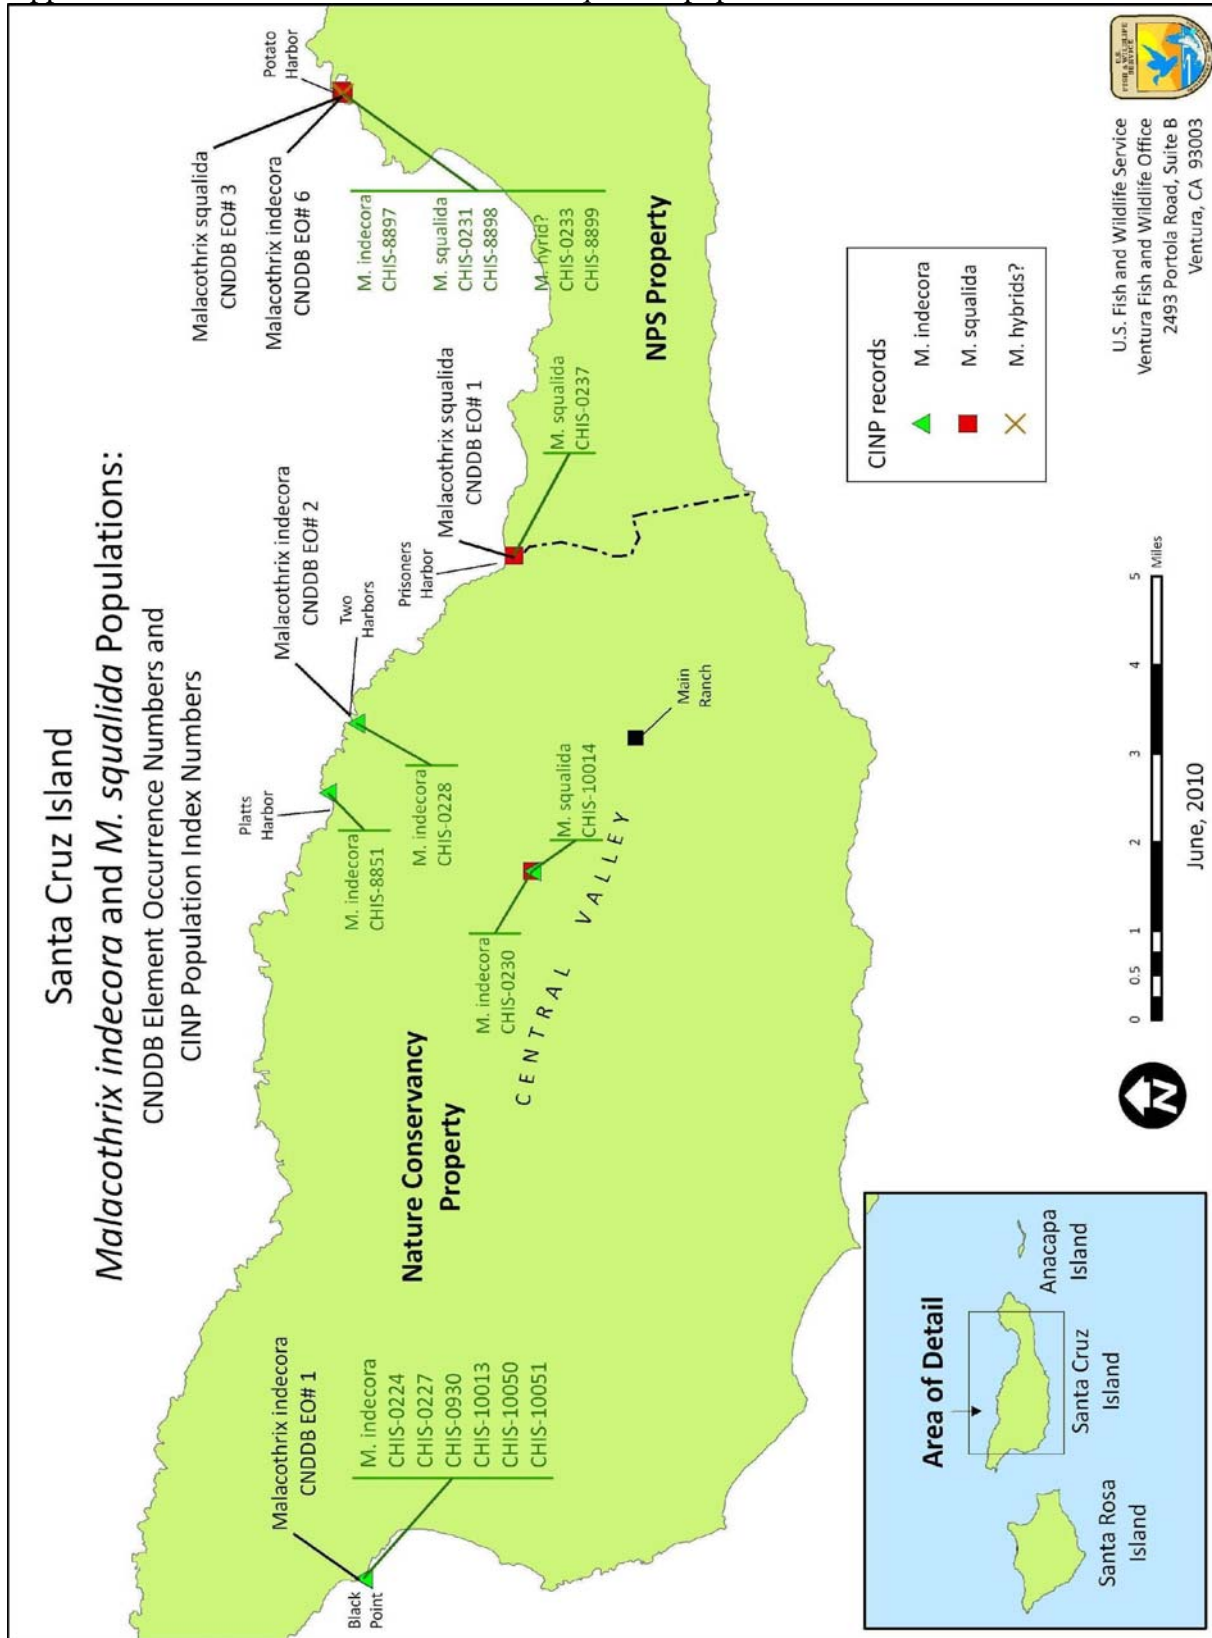 Santa Cruz Island
Malacothrix indecora and M. squalida Populations:
CNDDB Element Occurrence Numbers and
CINP Population Index Numbers
Malacothrix indecora
CNDDB EO# 1
Black
Point
M. indecora
CHIS-0224
CHIS-0227
CHIS-0930
CHIS-10013
CHIS-10050
CHIS-10051
Nature Conservancy
Property
Platts
Harbor
M. indecora
CHIS-8851
Malacothrix indecora
CNDDB EO# 2
Two
Harbors
M. indecora
CHIS-0228
M. indecora
CHIS-0230
M. squalida
CHIS-10014
CENTRAL VALLEY
Main
Ranch
Prisoners
Harbor
Malacothrix squalida
CNDDB EO# 1
M. squalida
CHIS-0237
Malacothrix squalida
CNDDB EO# 3
Malacothrix indecora
CNDDB EO# 6
Potato
Harbor
M. indecora
CHIS-8897
M. squalida
CHIS-0231
CHIS-8898
M. hyrid?
CHIS-0233
CHIS-8899
NPS Property
Area of Detail
Santa Rosa
Island
Santa Cruz
Island
Anacapa
Island
N
0 0.5 1 2 3 4 5
Miles
June, 2010
CINP records
M. indecora
M. squalida
M. hybrids?
U.S. Fish and Wildlife Service
Ventura Fish and Wildlife Office
2493 Portola Road, Suite B
Ventura, CA 93003
U.S.
FISH & WILDLIFE
SERVICE